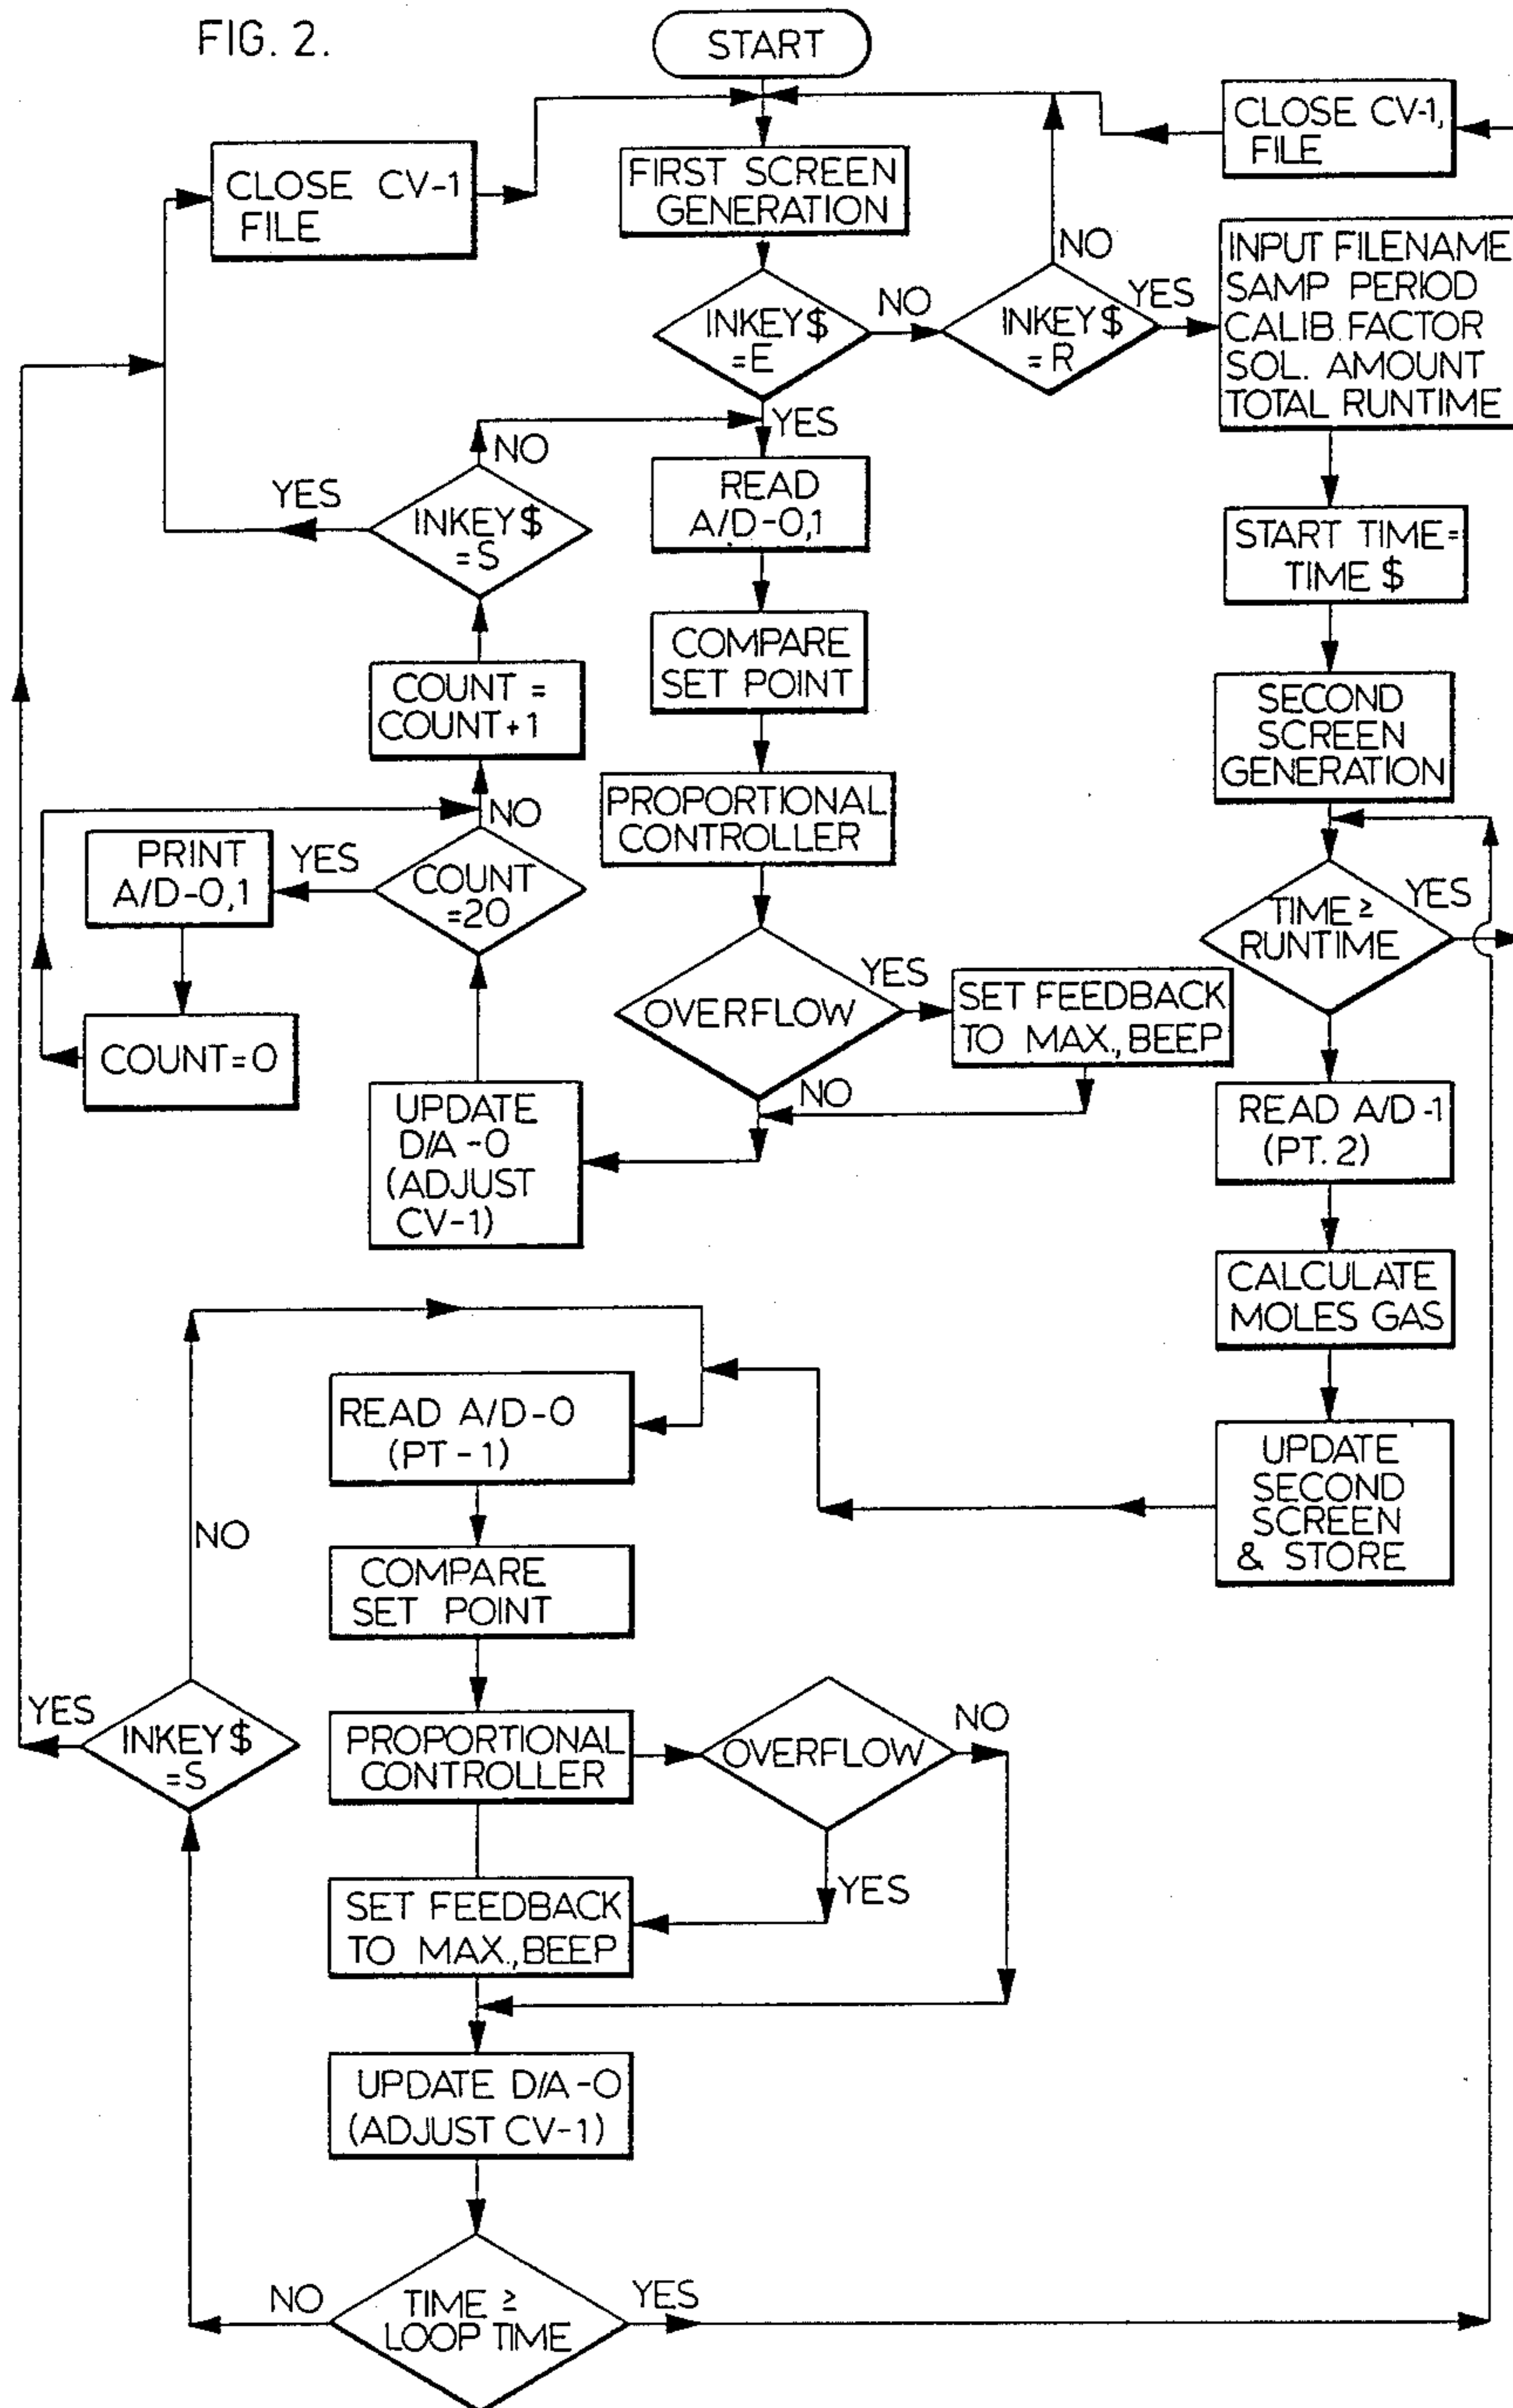 FIG. 2.
START
CLOSE CV-1
FILE
FIRST SCREEN
GENERATION
CLOSE CV-1,
FILE
NO
INPUT FILENAME
SAMP PERIOD
CALIB. FACTOR
SOL. AMOUNT
TOTAL RUNTIME
INKEY$
=E
NO
INKEY$
=R
YES
YES
NO
READ
A/D-0,1
YES
INKEY$
=S
START TIME=
TIME $
COMPARE
SET POINT
COUNT =
COUNT+1
SECOND
SCREEN
GENERATION
PROPORTIONAL
CONTROLLER
NO
PRINT
A/D-0,1
YES
COUNT
=20
TIME ≥
RUNTIME
YES
OVERFLOW
YES
SET FEEDBACK
TO MAX., BEEP
COUNT=0
NO
UPDATE
D/A-0
(ADJUST
CV-1)
READ A/D-1
(PT. 2)
CALCULATE
MOLES GAS
READ A/D-0
(PT-1)
UPDATE
SECOND
SCREEN
& STORE
NO
COMPARE
SET POINT
YES
INKEY$
=S
PROPORTIONAL
CONTROLLER
OVERFLOW
NO
YES
SET FEEDBACK
TO MAX., BEEP
UPDATE D/A-0
(ADJUST CV-1)
NO
TIME ≥
LOOP TIME
YES